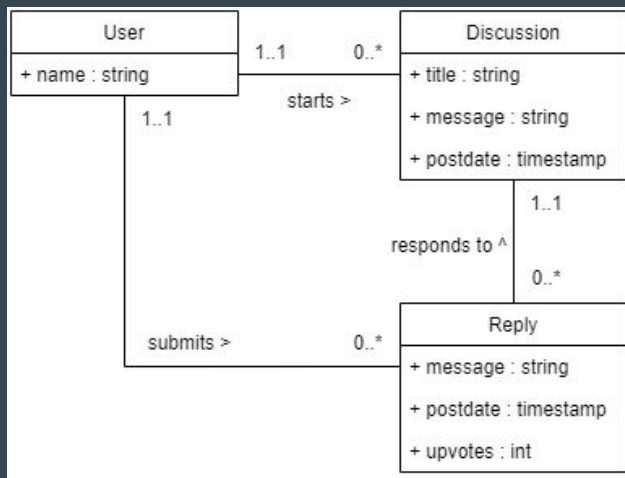 User
+ name : string
1..1
0..*
starts >
Discussion
+ title : string
+ message : string
+ postdate : timestamp
1..1
1..1
responds to ^
0..*
submits >
0..*
Reply
+ message : string
+ postdate : timestamp
+ upvotes : int